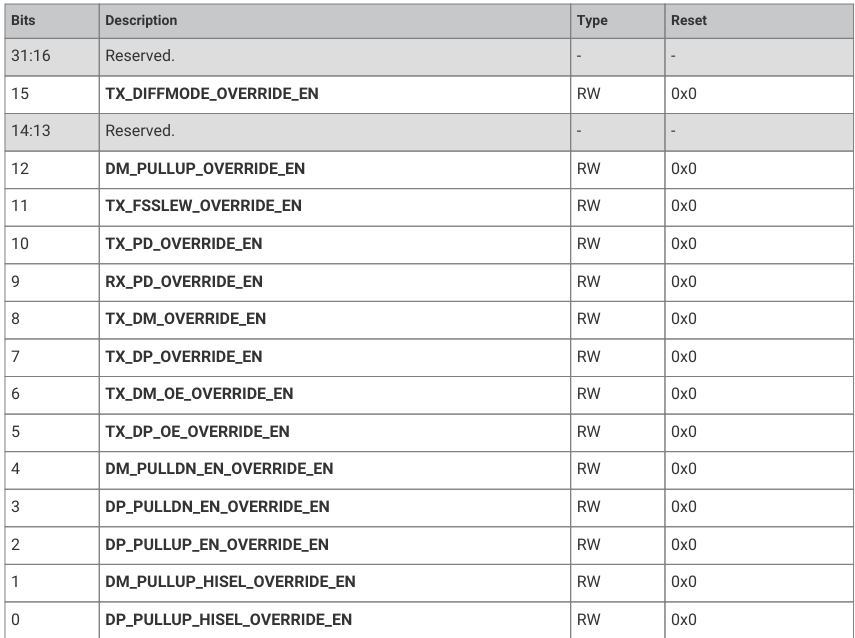 Bits Description Type Reset
31:16 Reserved. - -
15 TX_DIFFMODE_OVERRIDE_EN RW 0x0
14:13 Reserved. - -
12 DM_PULLUP_OVERRIDE_EN RW 0x0
11 TX_FSSLEW_OVERRIDE_EN RW 0x0
10 TX_PD_OVERRIDE_EN RW 0x0
9 RX_PD_OVERRIDE_EN RW 0x0
8 TX_DM_OVERRIDE_EN RW 0x0
7 TX_DP_OVERRIDE_EN RW 0x0
6 TX_DM_OE_OVERRIDE_EN RW 0x0
5 TX_DP_OE_OVERRIDE_EN RW 0x0
4 DM_PULLDN_EN_OVERRIDE_EN RW 0x0
3 DP_PULLDN_EN_OVERRIDE_EN RW 0x0
2 DP_PULLUP_EN_OVERRIDE_EN RW 0x0
1 DM_PULLUP_HISEL_OVERRIDE_EN RW 0x0
0 DP_PULLUP_HISEL_OVERRIDE_EN RW 0x0